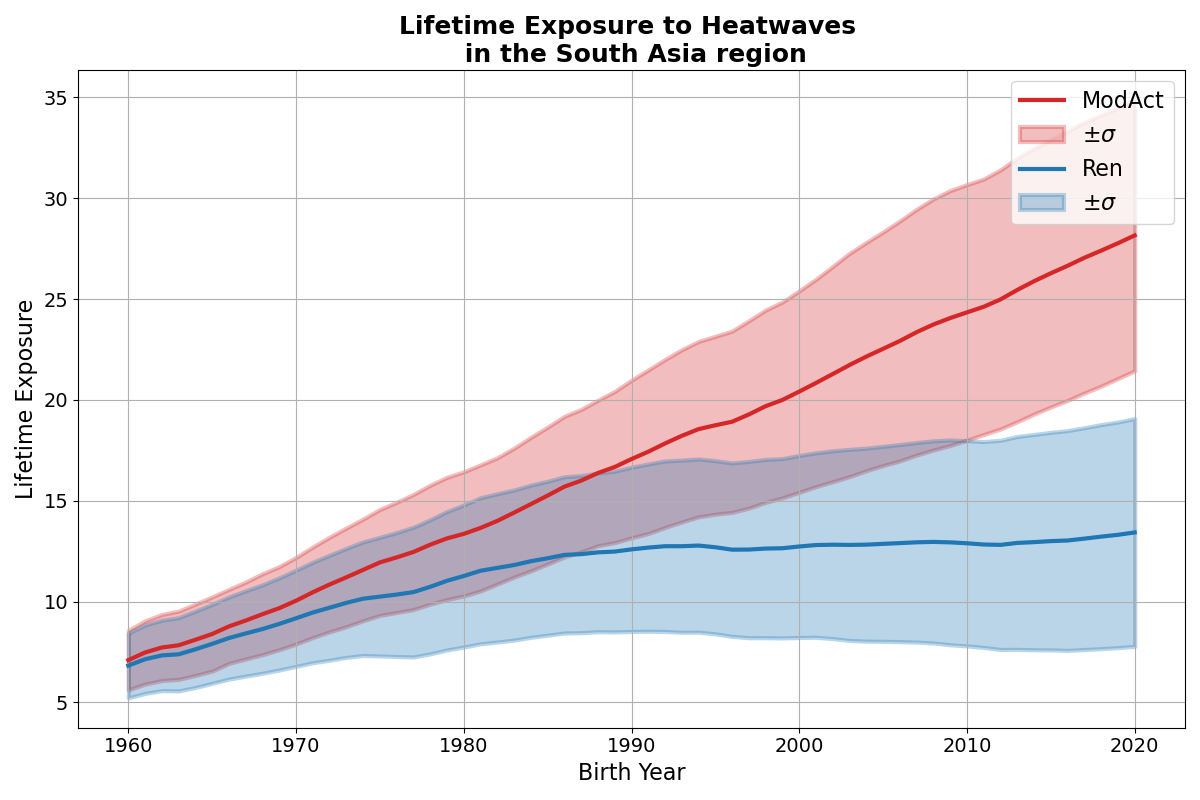 Lifetime Exposure to Heatwaves
in the South Asia region
35
30
25
20
15
10
5
Lifetime Exposure
1960
1970
1980
1990
2000
2010
2020
Birth Year
ModAct
±σ
Ren
±σ